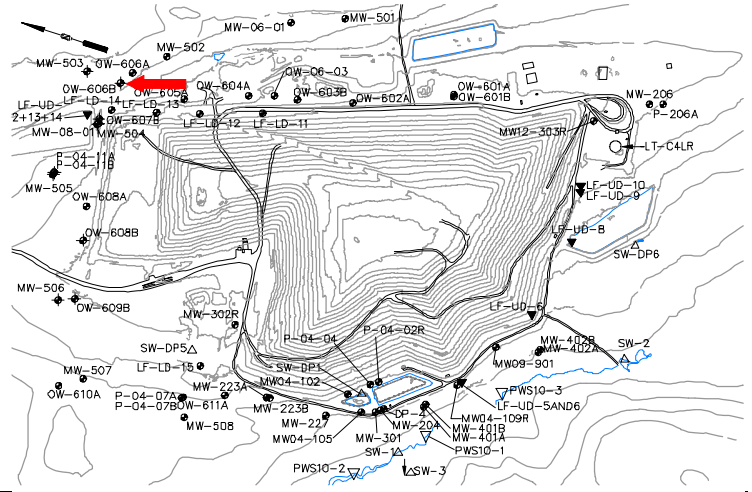 MW-06-01
MW-501
MW-502
MW-503
OW-606A
OW-606B
OW-605A
OW-604A
OW-06-03
OW-603B
OW-602A
OW-601A
OW-601B
MW-206
P-206A
LF-UD-
2+13+14
LF-LD-14
LF-LD-13
LF-LD-12
LF-LD-11
OW-607B
MW-08-01
MW-504
MW12-303R
LT-C4LR
P-04-11A
P-04-11B
MW-505
LF-UD-10
LF-UD-9
OW-608A
LF-UD-8
OW-608B
SW-DP6
MW-506
OW-609B
MW-302R
LF-UD-6
P-04-04
P-04-02R
SW-DP5
MW-402B
MW-402A
SW-2
LF-LD-15
SW-DP1
MW09-901
MW-507
MW-223A
MW04-102
PWS10-3
OW-610A
P-04-07A
P-04-07B
OW-611A
MW-223B
LF-UD-5AND6
MW-508
MW-227
DP-4
MW04-109R
MW-204
MW-401B
MW-401A
MW04-105
MW-301
SW-1
PWS10-1
PWS10-2
SW-3